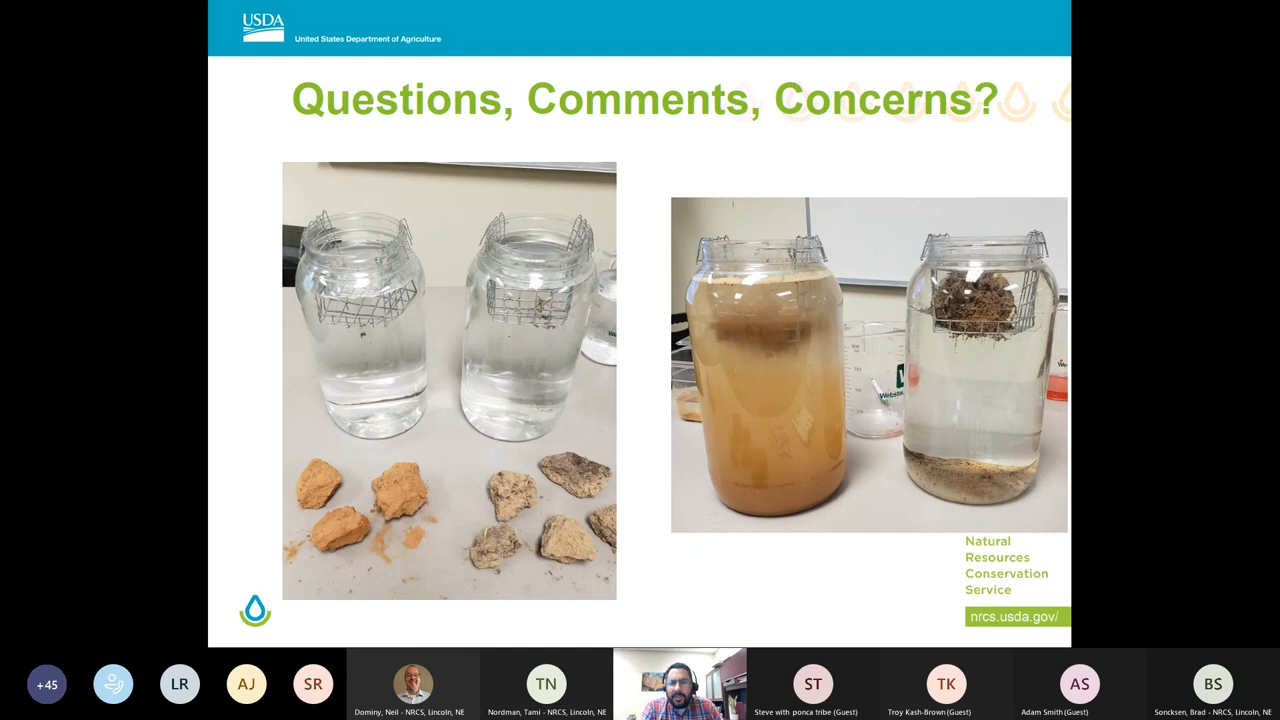 USDA
United States Department of Agriculture
Questions, Comments, Concerns?
Natural
Resources
Conservation
Service
nrcs.usda.gov/
+45
LR
AJ
SR
Dominy, Neil - NRCS, Lincoln, NE
TN
Nordman, Tami - NRCS, Lincoln, NE
ST
Steve with ponca tribe (Guest)
TK
Troy Kash-Brown (Guest)
AS
Adam Smith (Guest)
BS
Soncksen, Brad - NRCS, Lincoln, NE